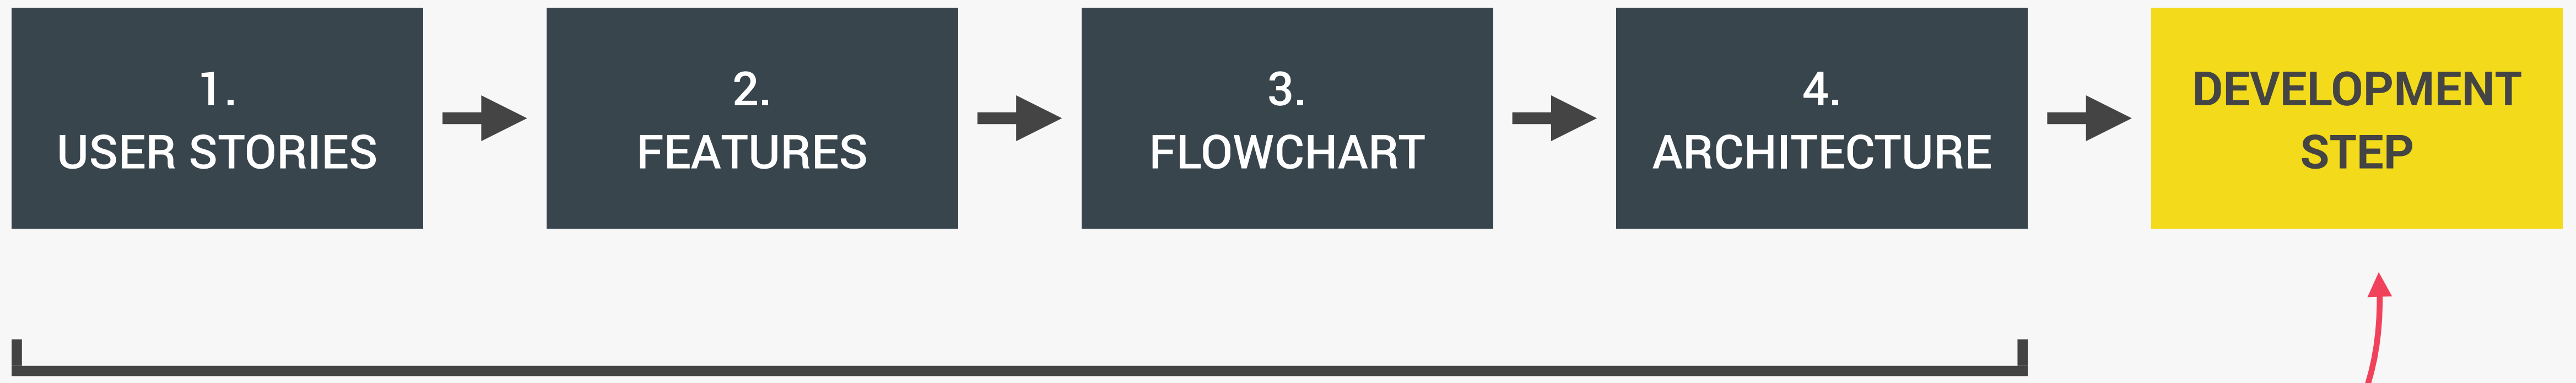 1.
USER STORIES
2.
FEATURES
3.
FLOWCHART
4.
ARCHITECTURE
DEVELOPMENT
STEP